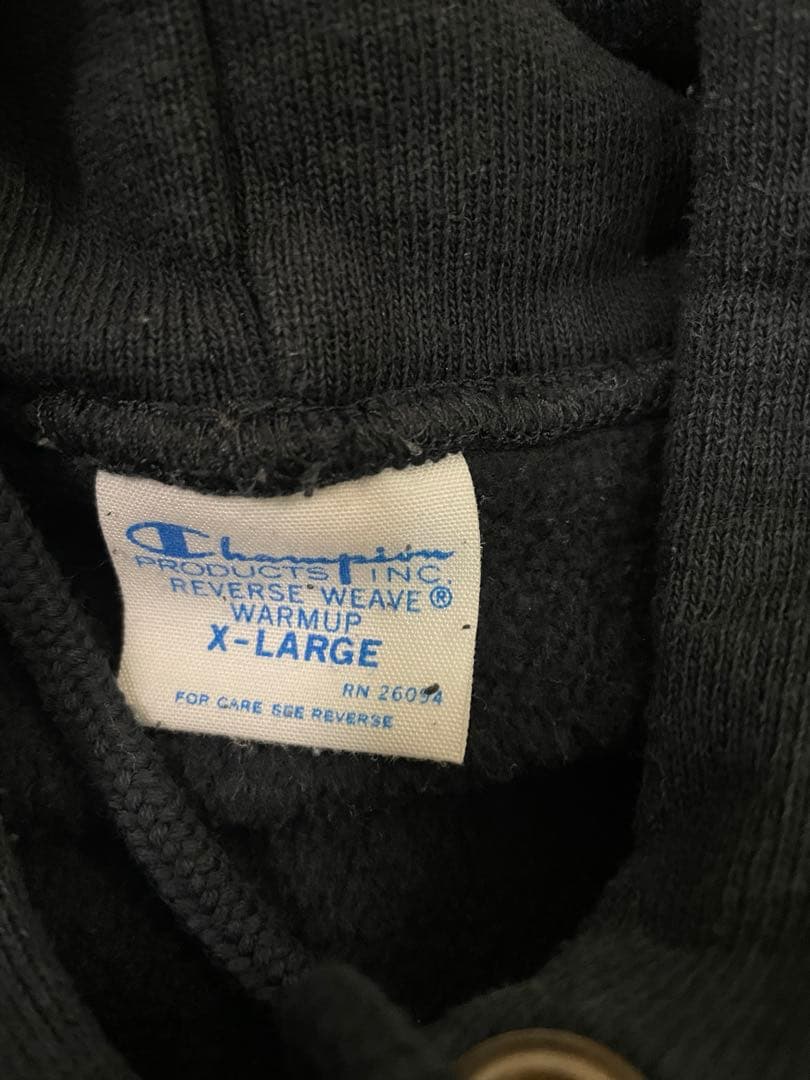 Champion
PRODUCTS INC.
REVERSE WEAVE®
WARMUP
X-LARGE
RN 26094
FOR CARE SEE REVERSE